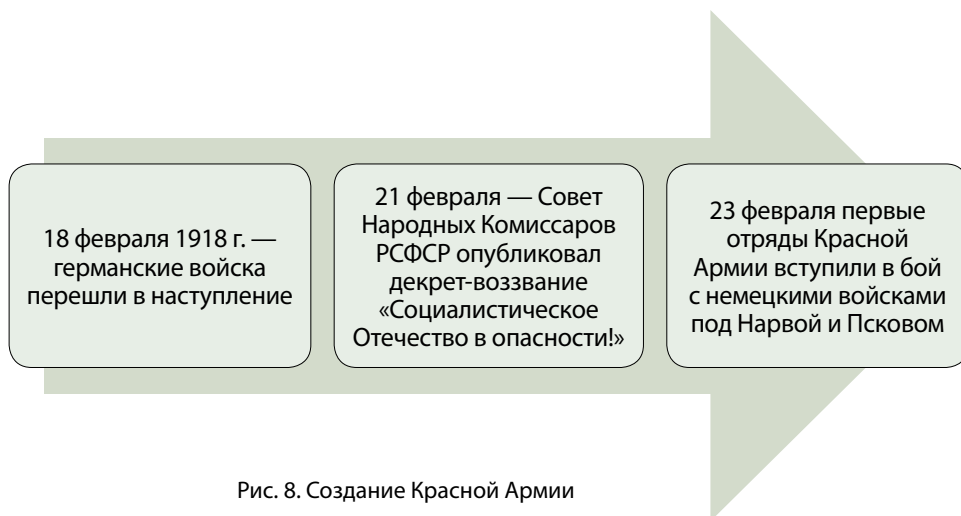 18 февраля 1918 г. —
германские войска
перешли в наступление
21 февраля — Совет
Народных Комиссаров
РСФСР опубликовал
декрет-воззвание
«Социалистическое
Отечество в опасности!»
23 февраля первые
отряды Красной
Армии вступили в бой
с немецкими войсками
под Нарвой и Псковом
Рис. 8. Создание Красной Армии